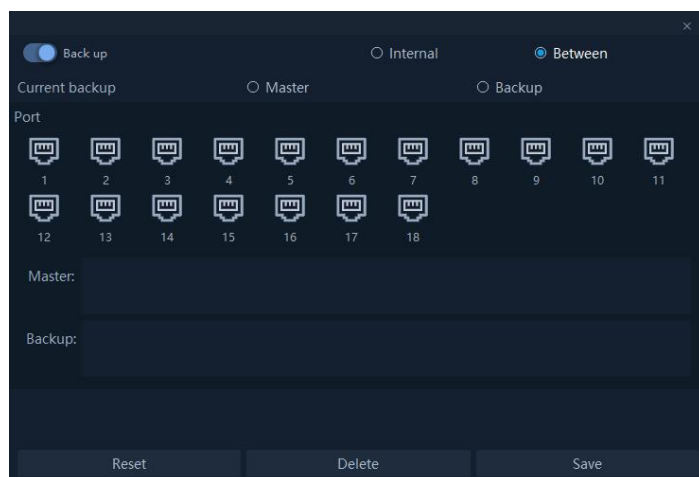 Back up Internal Between
Current backup Master Backup
Port
1 2 3 4 5 6 7 8 9 10 11
12 13 14 15 16 17 18
Master:
Backup:
Reset Delete Save